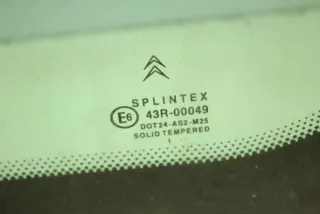 SPLINTEX
E6 43R-00049
DOT24-AS2-M25
SOLID TEMPERED
I